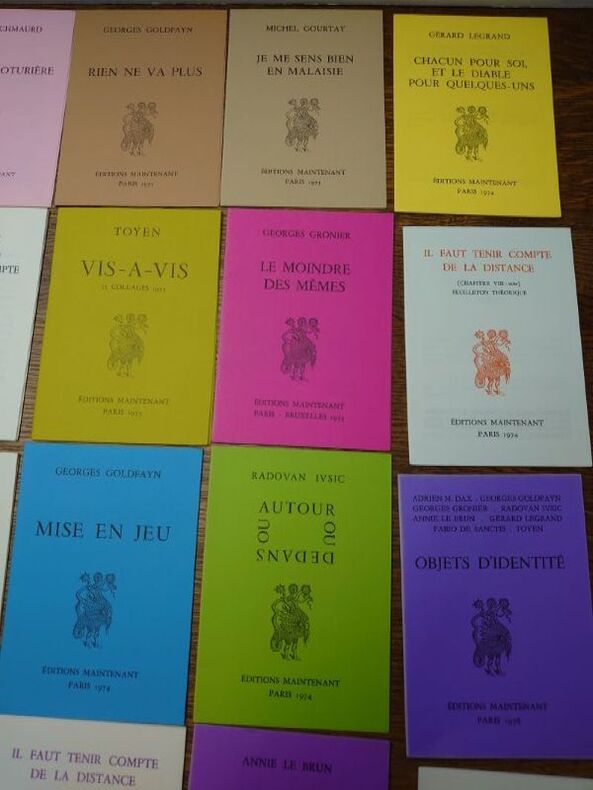 CHMAURD
OTURIÈRE
GEORGES GOLDFAYN
RIEN NE VA PLUS
ÉDITIONS MAINTENANT
MICHEL GOURTAY
JE ME SENS BIEN
EN MALAISIE
ÉDITIONS MAINTENANT
GÉRARD LEGRAND
CHACUN POUR SOI,
ET LE DIABLE
POUR QUELQUES-UNS
ÉDITIONS MAINTENANT
PARIS 1974
TOYEN
VIS-A-VIS
ÉDITIONS MAINTENANT
GEORGES GRONIER
LE MOINDRE
DES MÊMES
ÉDITIONS MAINTENANT
IL FAUT TENIR COMPTE
DE LA DISTANCE
FEUILLETON THÉORIQUE
ÉDITIONS MAINTENANT
PARIS 1974
GEORGES GOLDFAYN
MISE EN JEU
ÉDITIONS MAINTENANT
PARIS 1974
RADOVAN IVSIC
AUTOUR
OU
DEDANS
OU
ÉDITIONS MAINTENANT
PARIS 1974
ADRIEN M. DAX . GEORGES GOLDFAYN
GEORGES GRONIER . RADOVAN IVSIC
ANNIE LE BRUN . GÉRARD LEGRAND
FABIO DE SANCTIS . TOYEN
OBJETS D'IDENTITÉ
ÉDITIONS MAINTENANT
PARIS 1976
IL FAUT TENIR COMPTE
DE LA DISTANCE
ANNIE LE BRUN